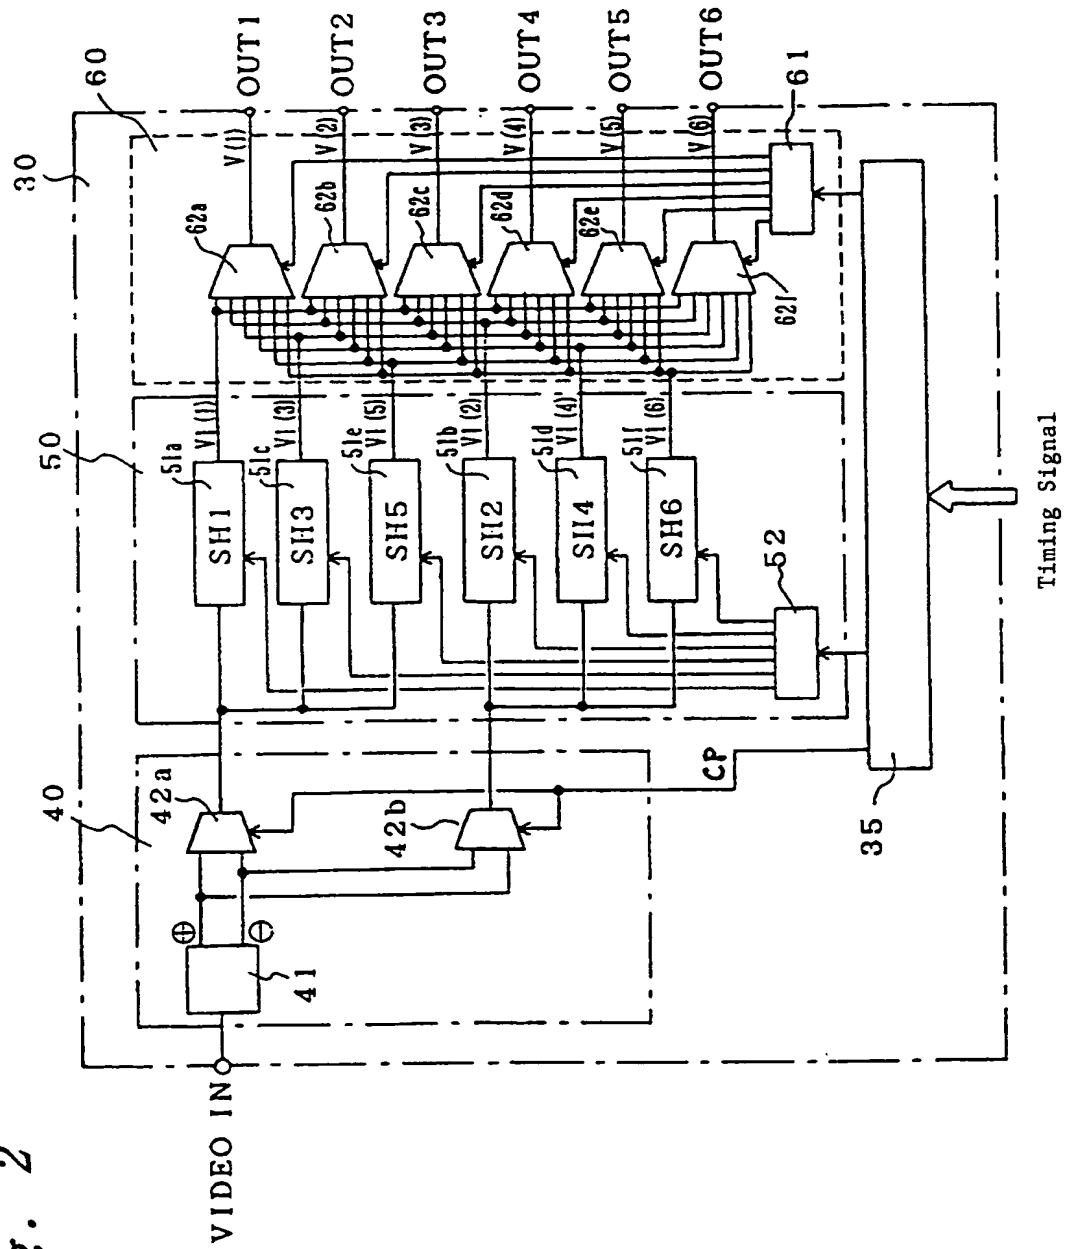 2
30
60
OUT1
OUT2
OUT3
OUT4
OUT5
OUT6
V(1)
V(2)
V(3)
V(4)
V(5)
V(6)
61
62a
62b
62c
62d
62e
62f
50
V1(1)
V1(3)
V1(5)
V1(2)
V1(4)
V1(6)
51a
51c
51e
51b
51d
51f
SH1
SH3
SH5
SH2
SH4
SH6
52
40
42a
42b
CP
35
⊕
⊖
41
VIDEO IN
Timing Signal